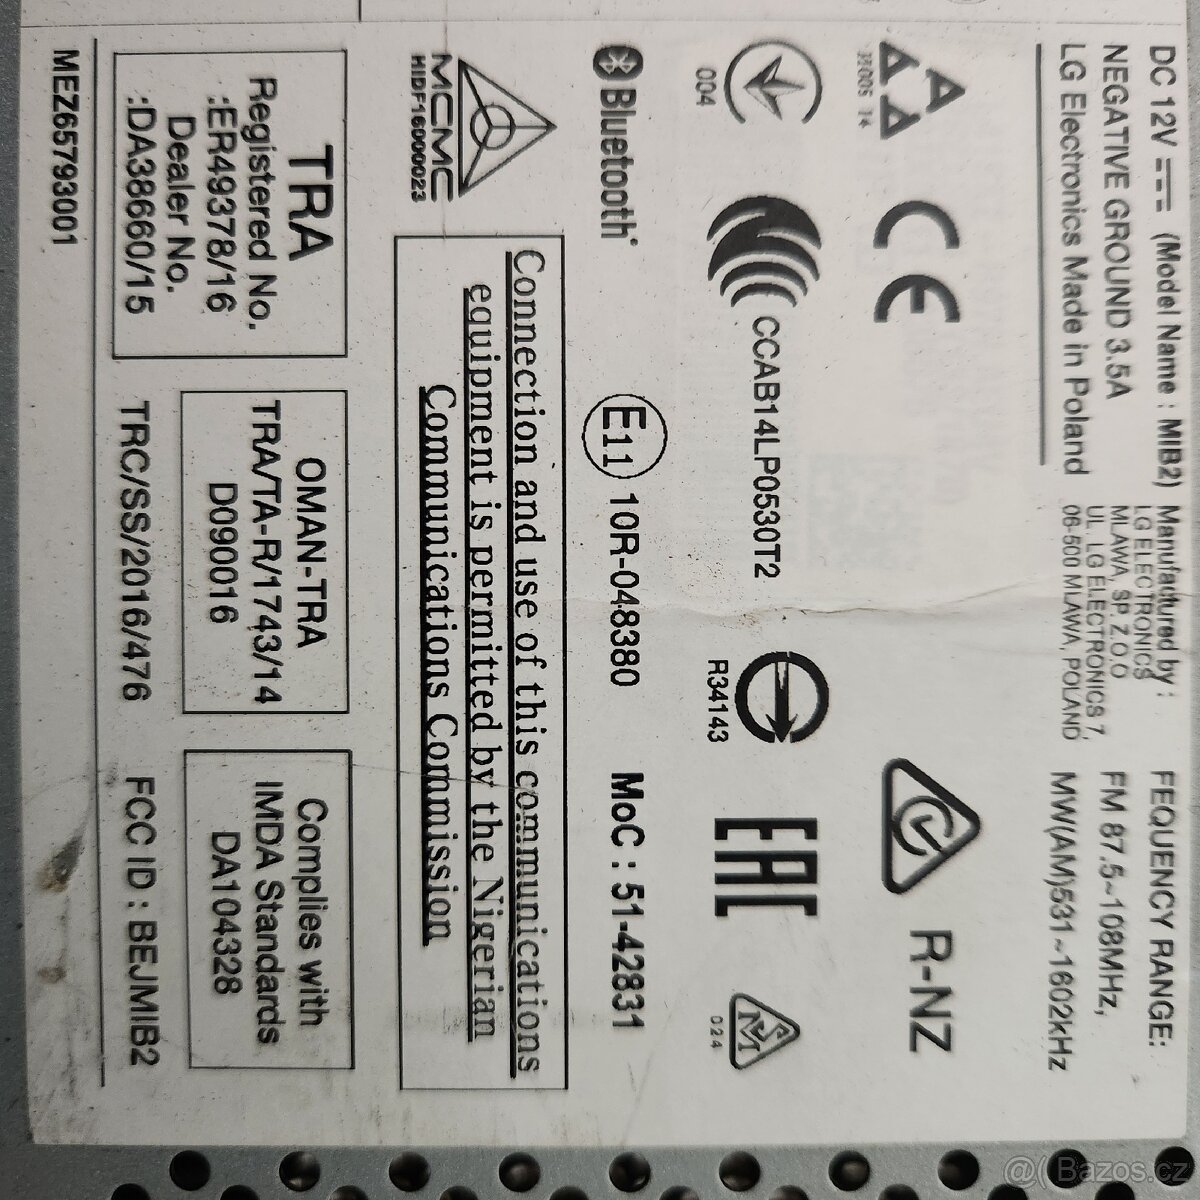 DC 12V (Model Name : MIB2)
NEGATIVE GROUND 3.5A
LG Electronics Made in Poland
Manufactured by :
LG ELECTRONICS
MLAWA, SP Z.O.O
UL. LG ELECTRONICS 7,
06-500 MLAWA, POLAND
FEQUENCY RANGE:
FM 87.5~108MHz,
MW(AM)531~1602kHz
CE
R-NZ
004
CCAB14LP0530T2
R34143
EAC
024
Bluetooth
E11 10R-048380
MoC : 51-42831
MCMC
HIDF16000023
Connection and use of this communications
equipment is permitted by the Nigerian
Communications Commission
TRA
Registered No.
:ER49378/16
Dealer No.
:DA38660/15
OMAN-TRA
TRA/TA-R/1743/14
D090016
Complies with
IMDA Standards
DA104328
TRC/SS/2016/476
FCC ID : BEJMIB2
MEZ65793001
@( Bazos.cz